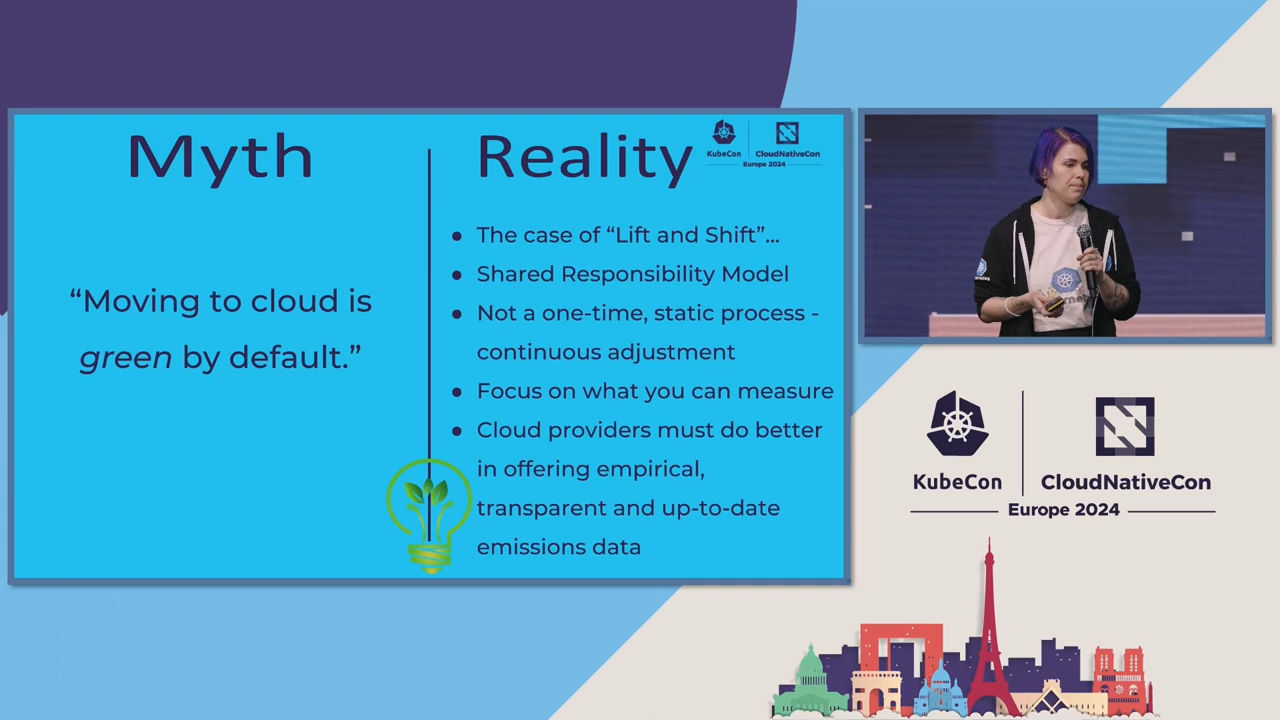 Myth
“Moving to cloud is
green by default.”
Reality
KubeCon
CloudNativeCon
Europe 2024
● The case of “Lift and Shift”...
● Shared Responsibility Model
● Not a one-time, static process -
continuous adjustment
● Focus on what you can measure
● Cloud providers must do better
in offering empirical,
transparent and up-to-date
emissions data
KubeCon
CloudNativeCon
Europe 2024